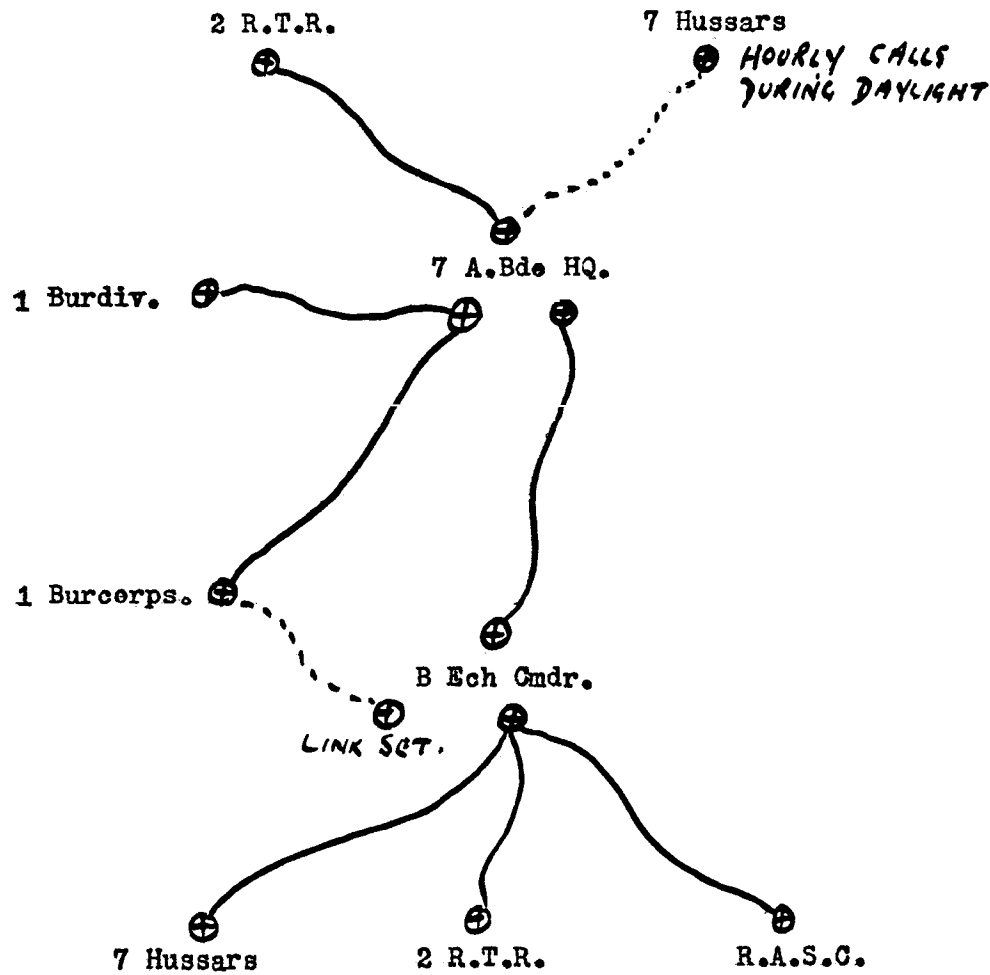 2 R.T.R.
7 Hussars
HOURLY CALLS
DURING DAYLIGHT
7 A.Bde HQ.
1 Burdiv.
1 Burcorps.
B Ech Cmdr.
LINK SET.
7 Hussars
2 R.T.R.
R.A.S.C.